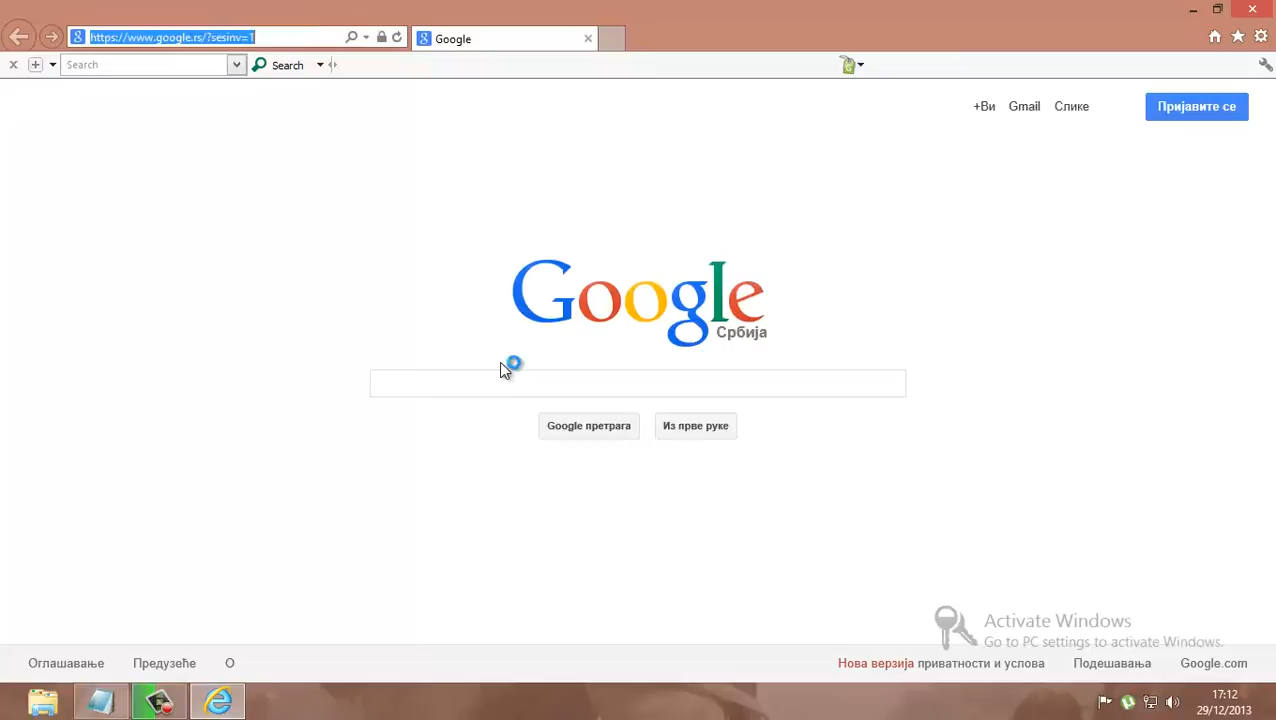 https://www.google.rs/?sesinv=1
Google
Search
Search
+Ви Gmail Слике Пријавите се
Google
Србија
Google претрага Из прве руке
Activate Windows
Go to PC settings to activate Windows.
Оглашавање Предузеће О Нова верзија приватности и услова Подешавања Google.com
17:12
29/12/2013